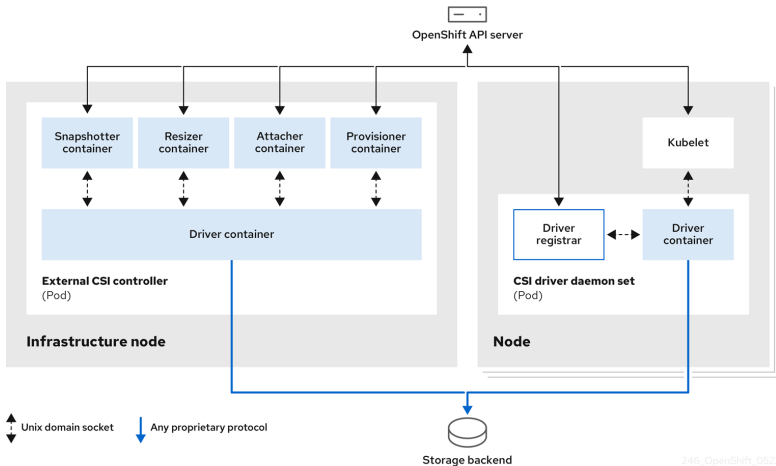 OpenShift API server
Snapshotter
container
Resizer
container
Attacher
container
Provisioner
container
Kubelet
Driver container
Driver
registrar
Driver
container
External CSI controller
(Pod)
CSI driver daemon set
(Pod)
Infrastructure node
Node
Unix domain socket
Any proprietary protocol
Storage backend
246_OpenShift_0522